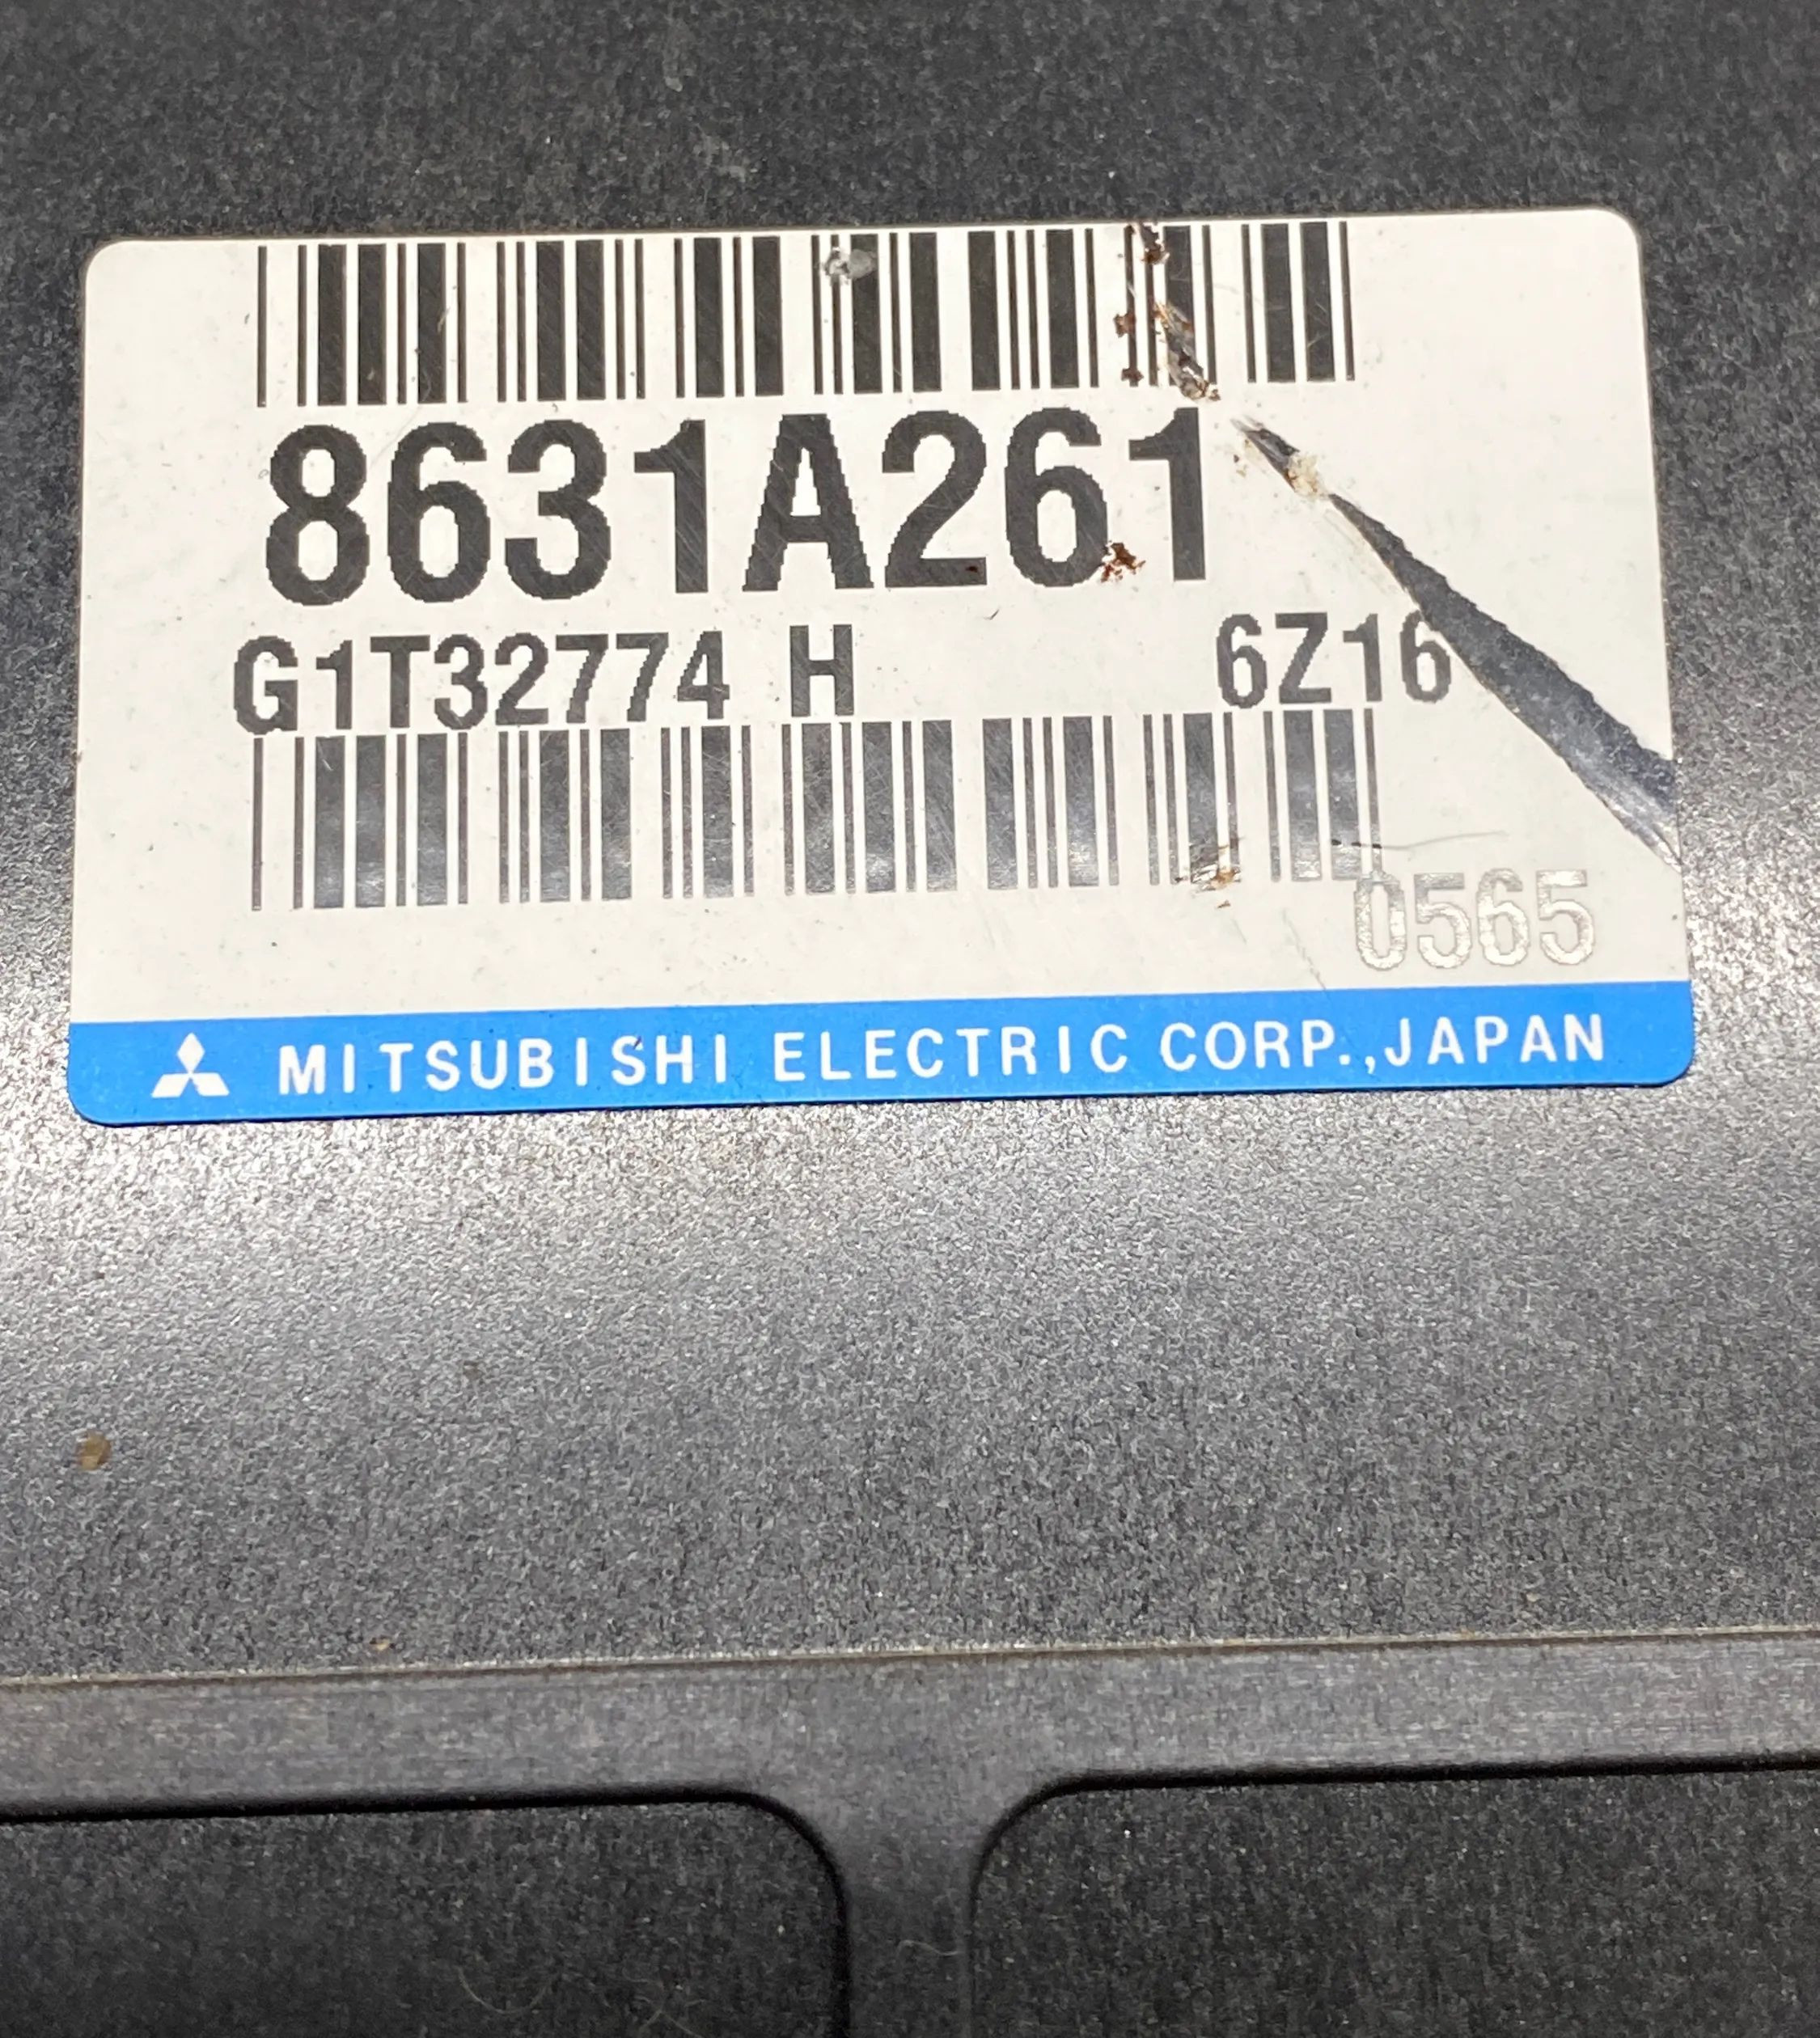 8631A261
G1T32774 H 6Z16
0565
MITSUBISHI ELECTRIC CORP.,JAPAN